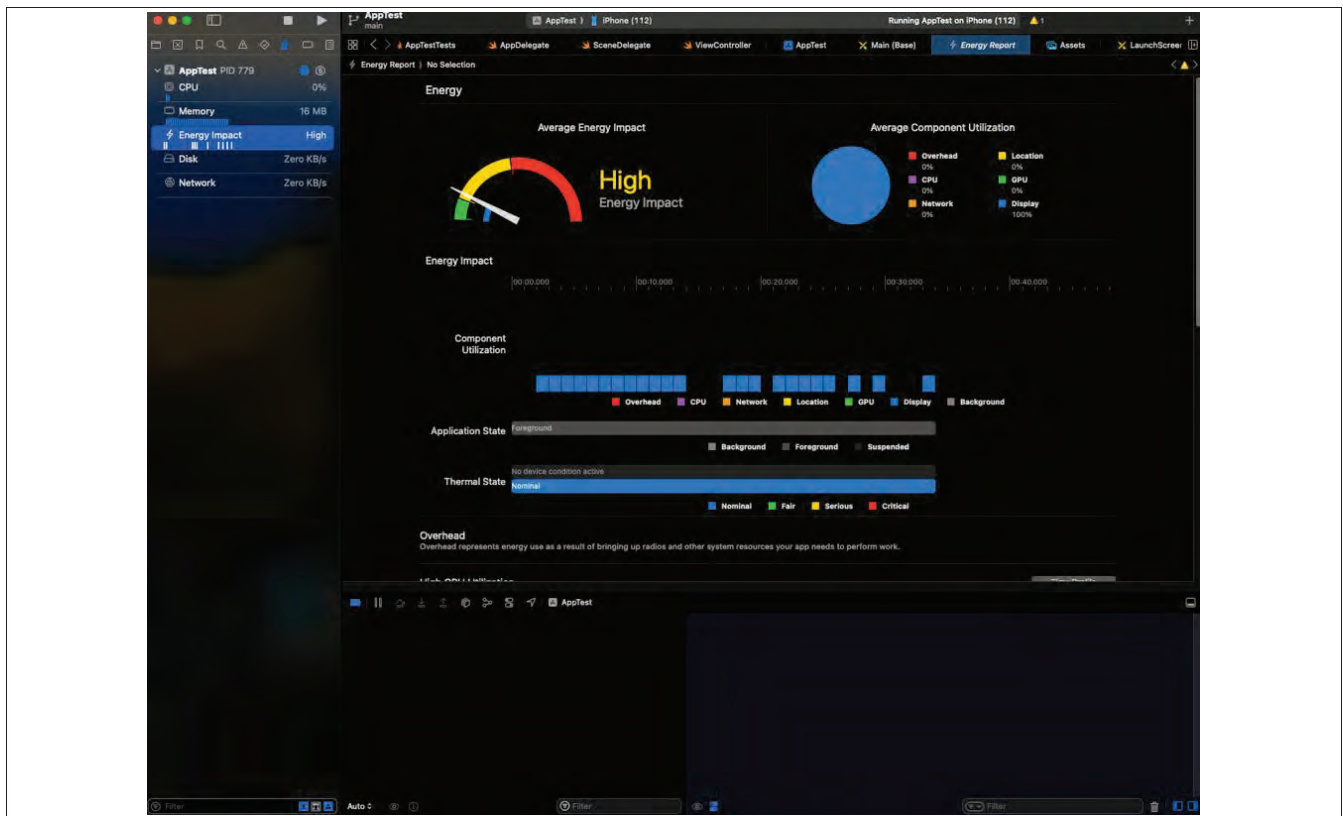 AppTest
main
AppTest ⟩ iPhone (112)
Running AppTest on iPhone (112) 1
AppTestTests AppDelegate SceneDelegate ViewController AppTest Main (Base) Energy Report Assets LaunchScreer
Energy Report ⟩ No Selection
AppTest PID 779
CPU 0%
Memory 16 MB
Energy Impact High
Disk Zero KB/s
Network Zero KB/s
Energy
Average Energy Impact
High
Energy Impact
Average Component Utilization
Overhead Location
0% 0%
CPU GPU
0% 0%
Network Display
0% 100%
Energy Impact
00:00.000 00:10.000 00:20.000 00:30.000 00:40.000
Component
Utilization
Overhead CPU Network Location GPU Display Background
Application State Foreground
Background Foreground Suspended
No device condition active
Thermal State Nominal
Nominal Fair Serious Critical
Overhead
Overhead represents energy use as a result of bringing up radios and other system resources your app needs to perform work.
AppTest
Filter
Auto
Filter
Filter